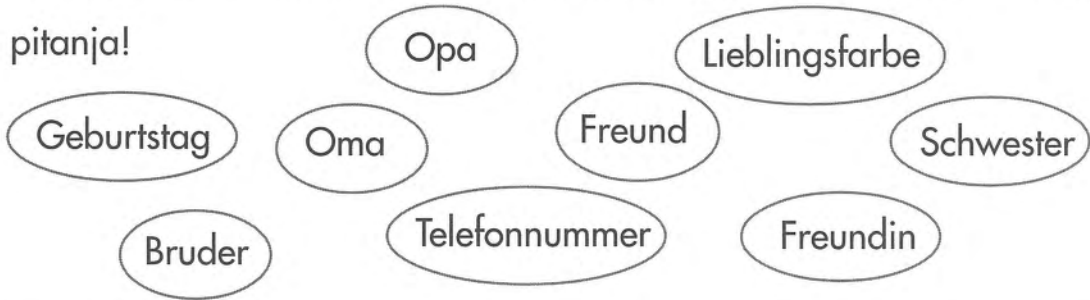 pitanja!
Opa
Lieblingsfarbe
Geburtstag
Oma
Freund
Schwester
Bruder
Telefonnummer
Freundin